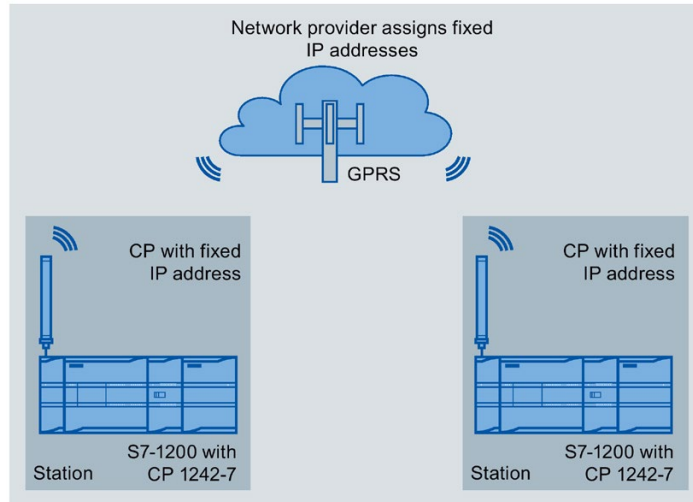 Network provider assigns fixed
IP addresses
GPRS
CP with fixed
IP address
S7-1200 with
Station CP 1242-7
CP with fixed
IP address
S7-1200 with
Station CP 1242-7